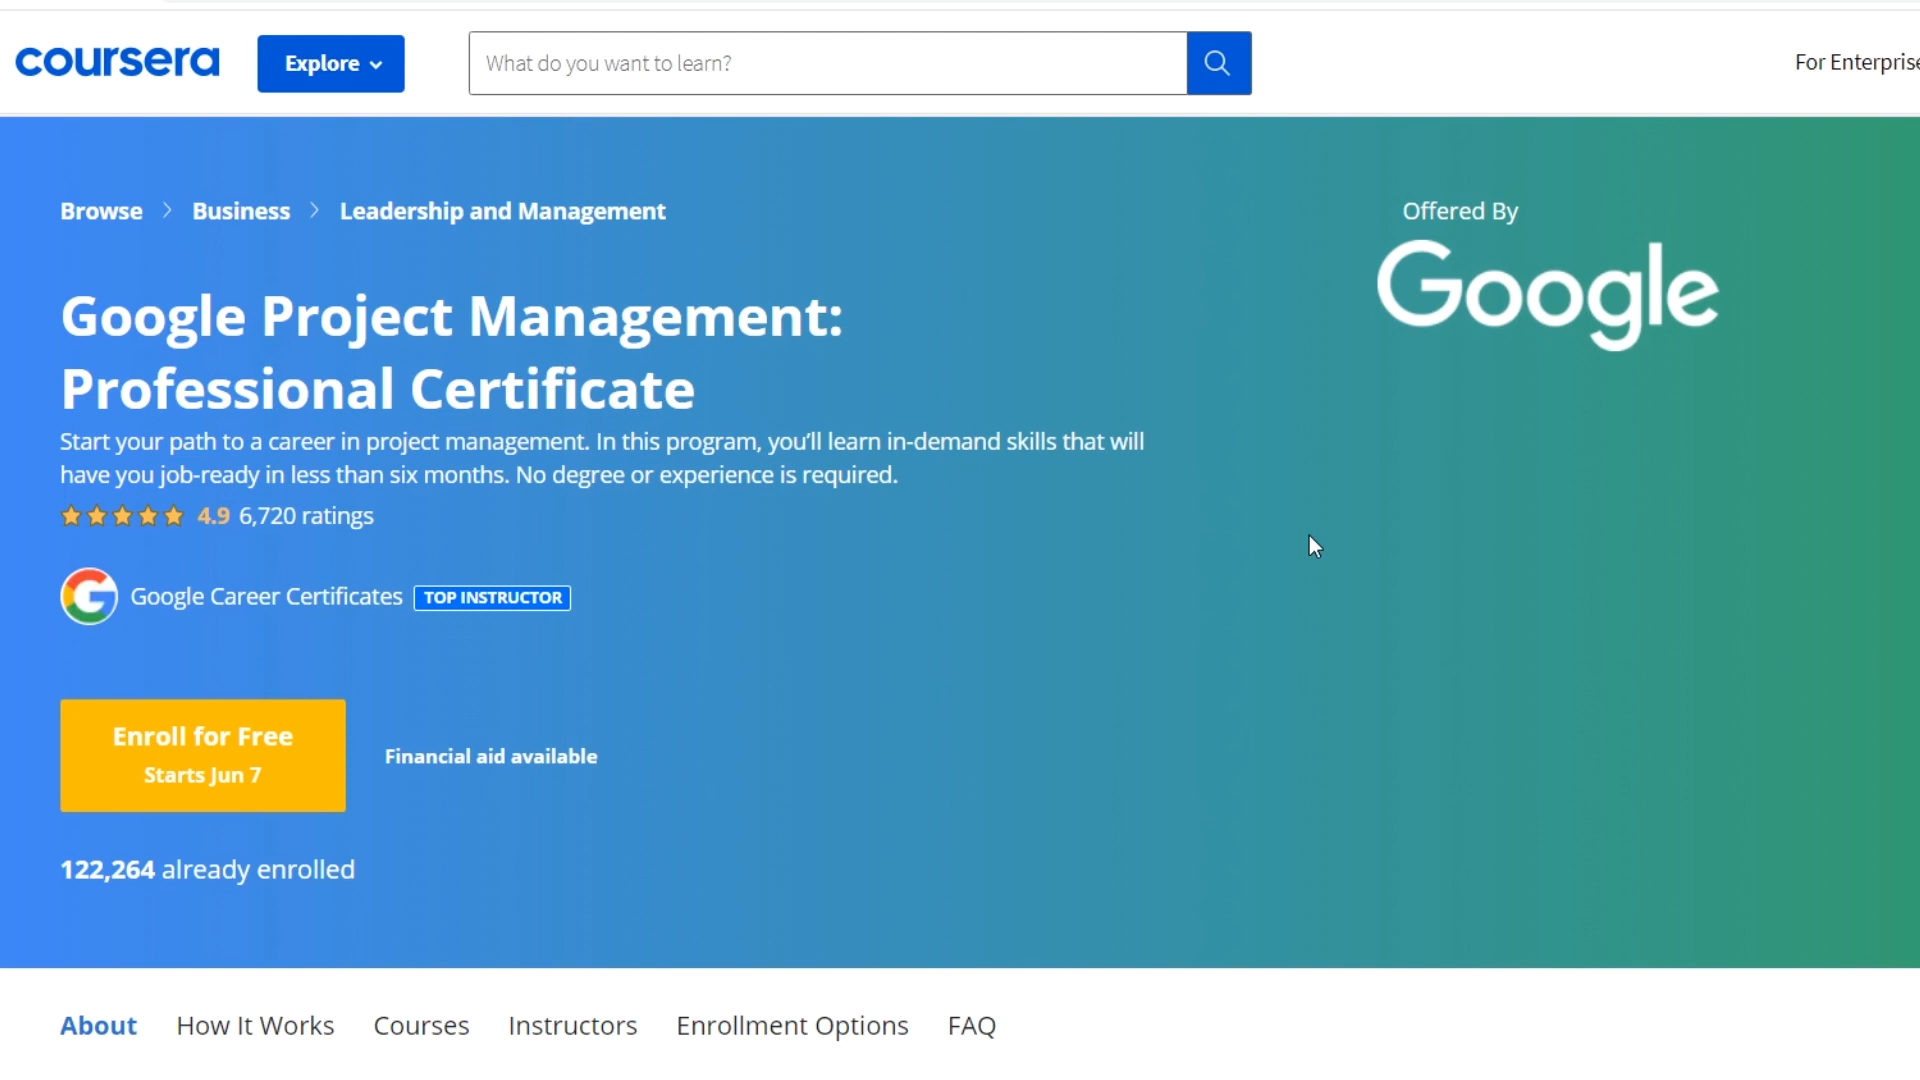 coursera
Explore
What do you want to learn?
For Enterprise
Browse > Business > Leadership and Management
Offered By
Google
Google Project Management:
Professional Certificate
Start your path to a career in project management. In this program, you’ll learn in-demand skills that will
have you job-ready in less than six months. No degree or experience is required.
4.9 6,720 ratings
G
Google Career Certificates TOP INSTRUCTOR
Enroll for Free
Starts Jun 7
Financial aid available
122,264 already enrolled
About How It Works Courses Instructors Enrollment Options FAQ